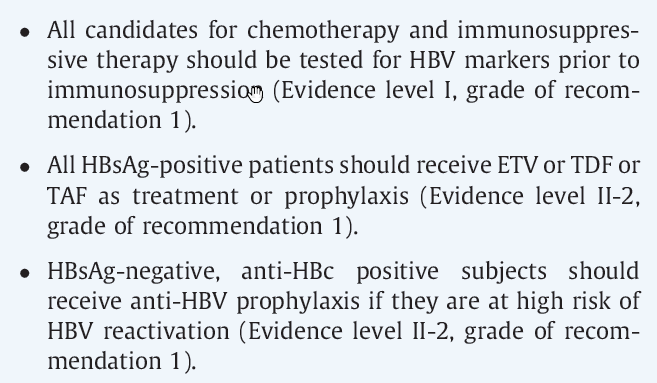 • All candidates for chemotherapy and immunosuppres-
sive therapy should be tested for HBV markers prior to
immunosuppression (Evidence level I, grade of recom-
mendation 1).
• All HBsAg-positive patients should receive ETV or TDF or
TAF as treatment or prophylaxis (Evidence level II-2,
grade of recommendation 1).
• HBsAg-negative, anti-HBc positive subjects should
receive anti-HBV prophylaxis if they are at high risk of
HBV reactivation (Evidence level II-2, grade of recom-
mendation 1).